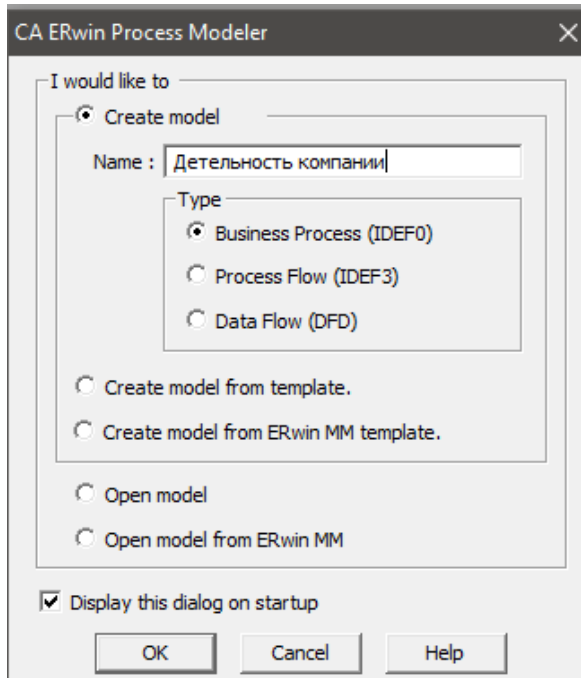 CA ERwin Process Modeler
I would like to
Create model
Name : Детельность компании
Type
Business Process (IDEF0)
Process Flow (IDEF3)
Data Flow (DFD)
Create model from template.
Create model from ERwin MM template.
Open model
Open model from ERwin MM
Display this dialog on startup
OK Cancel Help